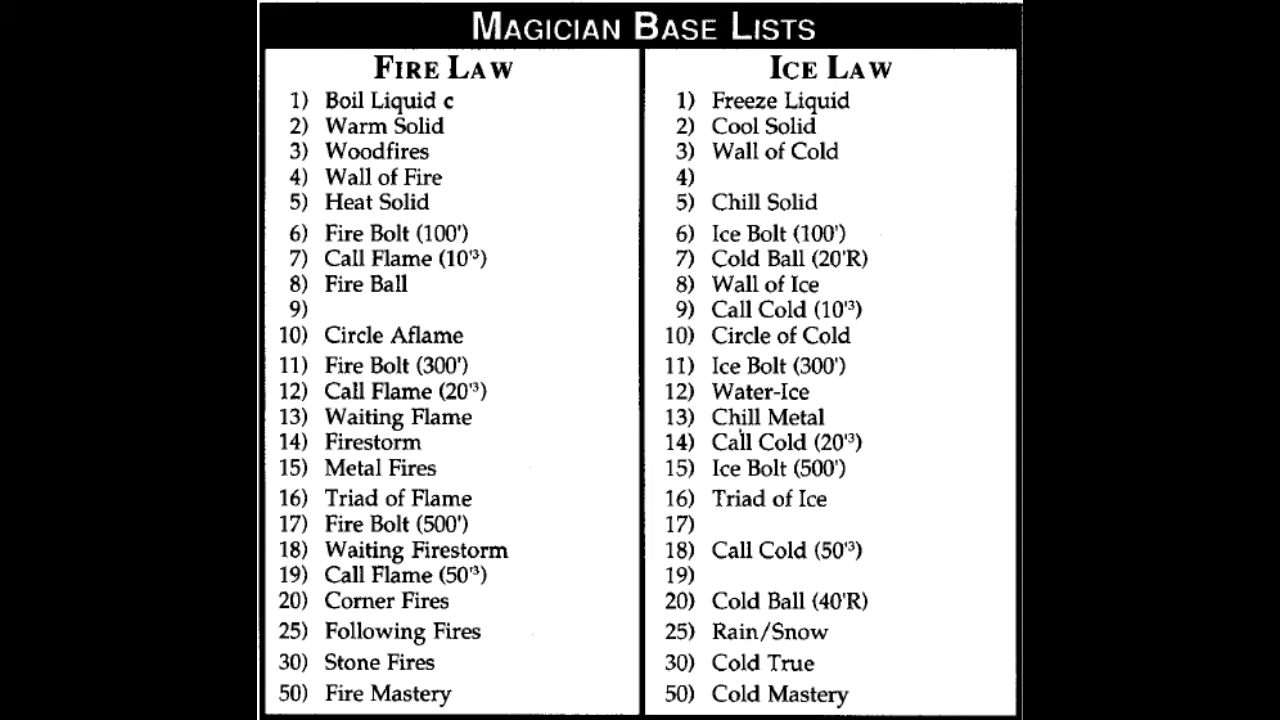 MAGICIAN BASE LISTS
FIRE LAW
1) Boil Liquid c
2) Warm Solid
3) Woodfires
4) Wall of Fire
5) Heat Solid
6) Fire Bolt (100')
7) Call Flame (10'³)
8) Fire Ball
9)
10) Circle Aflame
11) Fire Bolt (300')
12) Call Flame (20'³)
13) Waiting Flame
14) Firestorm
15) Metal Fires
16) Triad of Flame
17) Fire Bolt (500')
18) Waiting Firestorm
19) Call Flame (50'³)
20) Corner Fires
25) Following Fires
30) Stone Fires
50) Fire Mastery
ICE LAW
1) Freeze Liquid
2) Cool Solid
3) Wall of Cold
4)
5) Chill Solid
6) Ice Bolt (100')
7) Cold Ball (20'R)
8) Wall of Ice
9) Call Cold (10'³)
10) Circle of Cold
11) Ice Bolt (300')
12) Water-Ice
13) Chill Metal
14) Call Cold (20'³)
15) Ice Bolt (500')
16) Triad of Ice
17)
18) Call Cold (50'³)
19)
20) Cold Ball (40'R)
25) Rain/Snow
30) Cold True
50) Cold Mastery